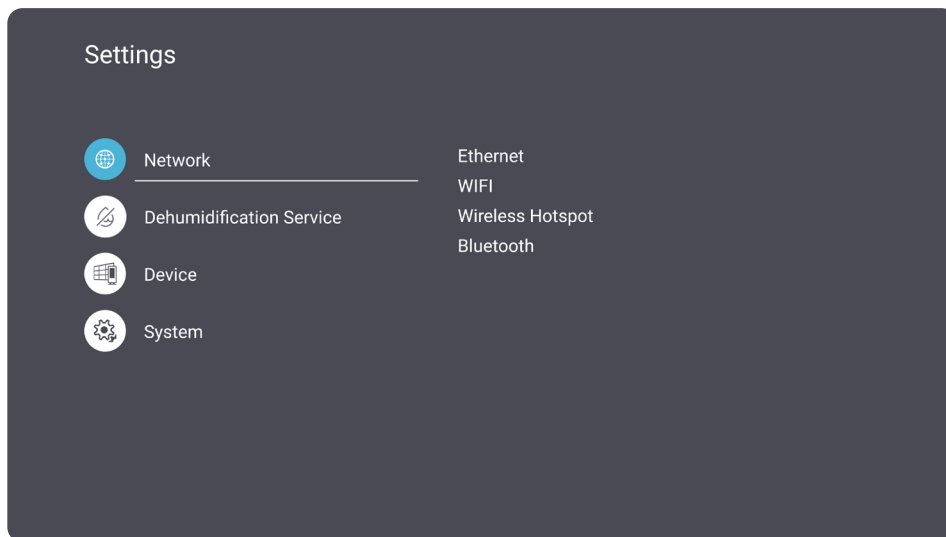 Settings
Network
Dehumidification Service
Device
System
Ethernet
WIFI
Wireless Hotspot
Bluetooth